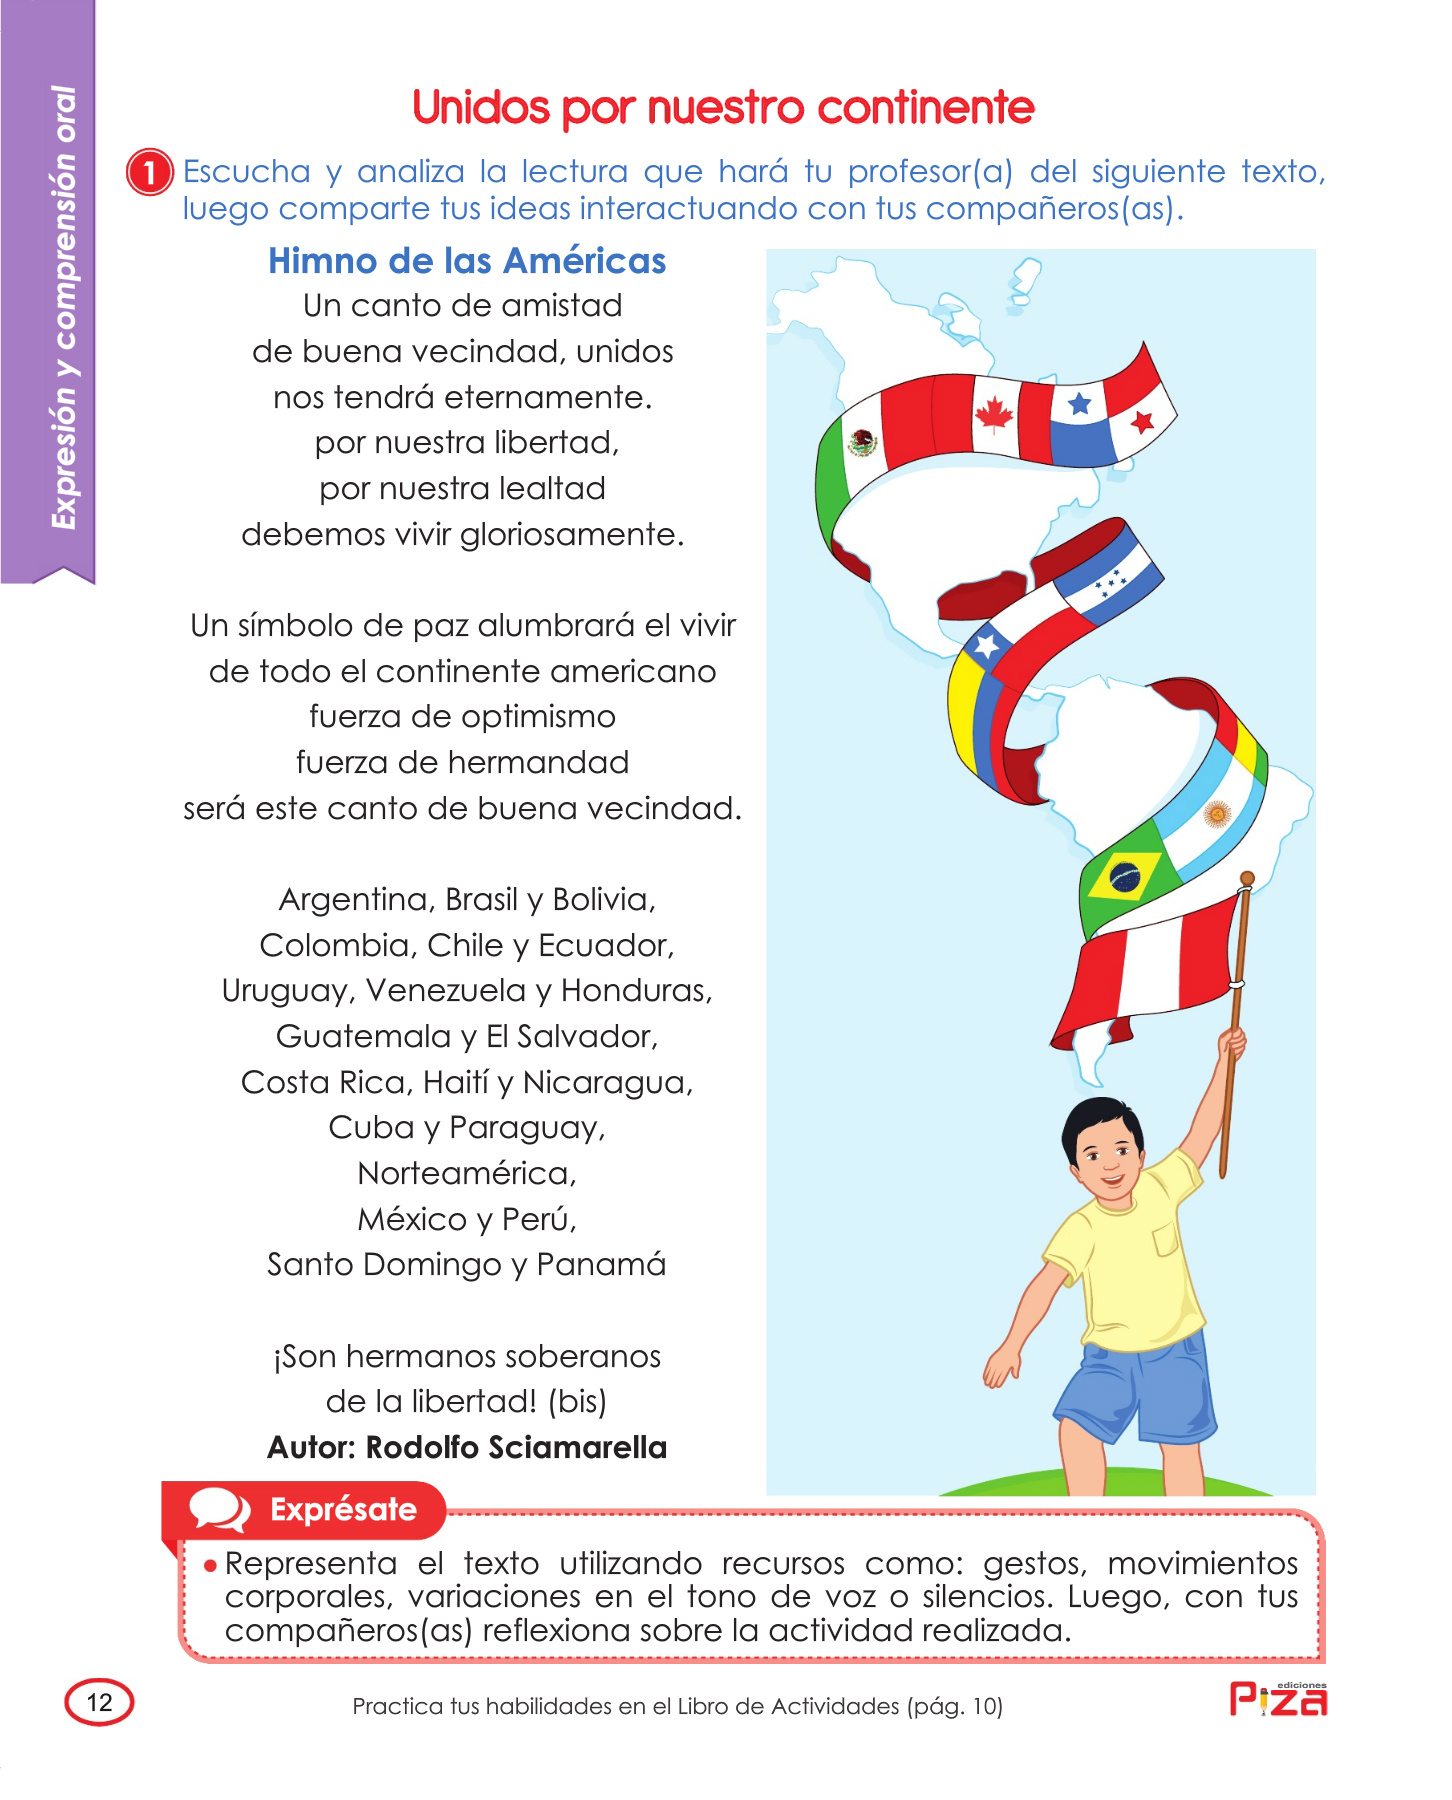 Expresión y comprensión oral
Unidos por nuestro continente
1 Escucha y analiza la lectura que hará tu profesor(a) del siguiente texto,
luego comparte tus ideas interactuando con tus compañeros(as).
Himno de las Américas
Un canto de amistad
de buena vecindad, unidos
nos tendrá eternamente.
por nuestra libertad,
por nuestra lealtad
debemos vivir gloriosamente.
Un símbolo de paz alumbrará el vivir
de todo el continente americano
fuerza de optimismo
fuerza de hermandad
será este canto de buena vecindad.
Argentina, Brasil y Bolivia,
Colombia, Chile y Ecuador,
Uruguay, Venezuela y Honduras,
Guatemala y El Salvador,
Costa Rica, Haití y Nicaragua,
Cuba y Paraguay,
Norteamérica,
México y Perú,
Santo Domingo y Panamá
¡Son hermanos soberanos
de la libertad! (bis)
Autor: Rodolfo Sciamarella
Exprésate
• Representa el texto utilizando recursos como: gestos, movimientos
corporales, variaciones en el tono de voz o silencios. Luego, con tus
compañeros(as) reflexiona sobre la actividad realizada.
12
Practica tus habilidades en el Libro de Actividades (pág. 10)
ediciones
Piza